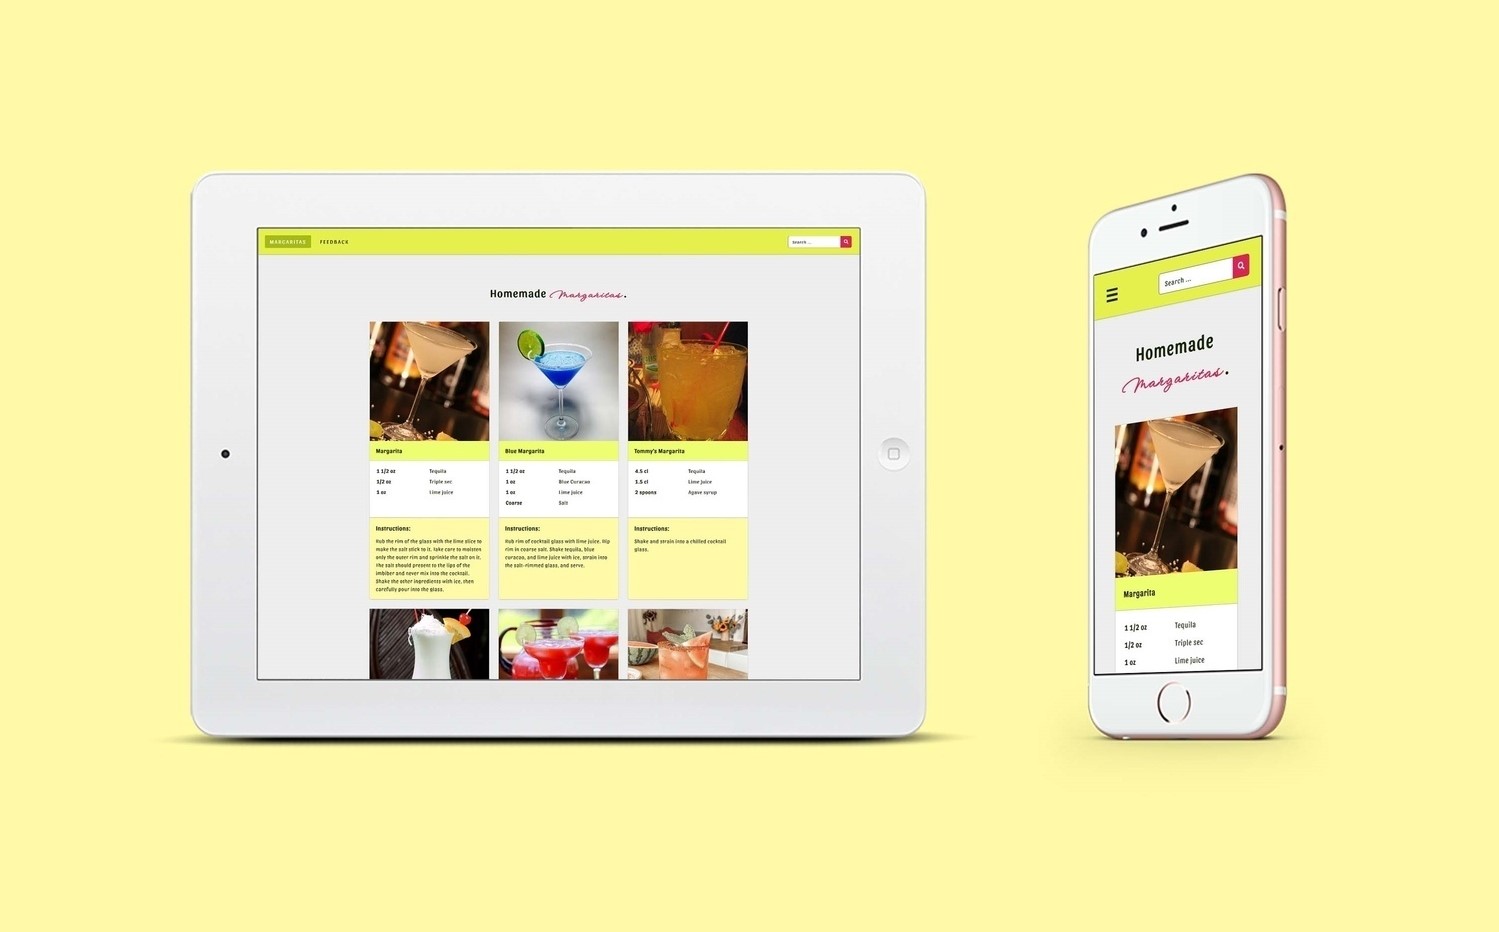 MARGARITAS FEEDBACK Search ...
Homemade Margaritas.
Margarita
1 1/2 oz Tequila
1/2 oz Triple sec
1 oz Lime juice
Instructions:
Rub the rim of the glass with the lime slice to
make the salt stick to it. Take care to moisten
only the outer rim and sprinkle the salt on it.
The salt should present to the lips of the
imbiber and never mix into the cocktail.
Shake the other ingredients with ice, then
carefully pour into the glass.
Blue Margarita
1 1/2 oz Tequila
1 oz Blue Curacao
1 oz Lime juice
Coarse Salt
Instructions:
Rub rim of cocktail glass with lime juice. Dip
rim in coarse salt. Shake tequila, blue
curacao, and lime juice with ice, strain into
the salt-rimmed glass, and serve.
Tommy's Margarita
4.5 cl Tequila
1.5 cl Lime juice
2 spoons Agave syrup
Instructions:
Shake and strain into a chilled cocktail
glass.
Search ...
Homemade
Margaritas.
Margarita
1 1/2 oz Tequila
1/2 oz Triple sec
1 oz Lime juice